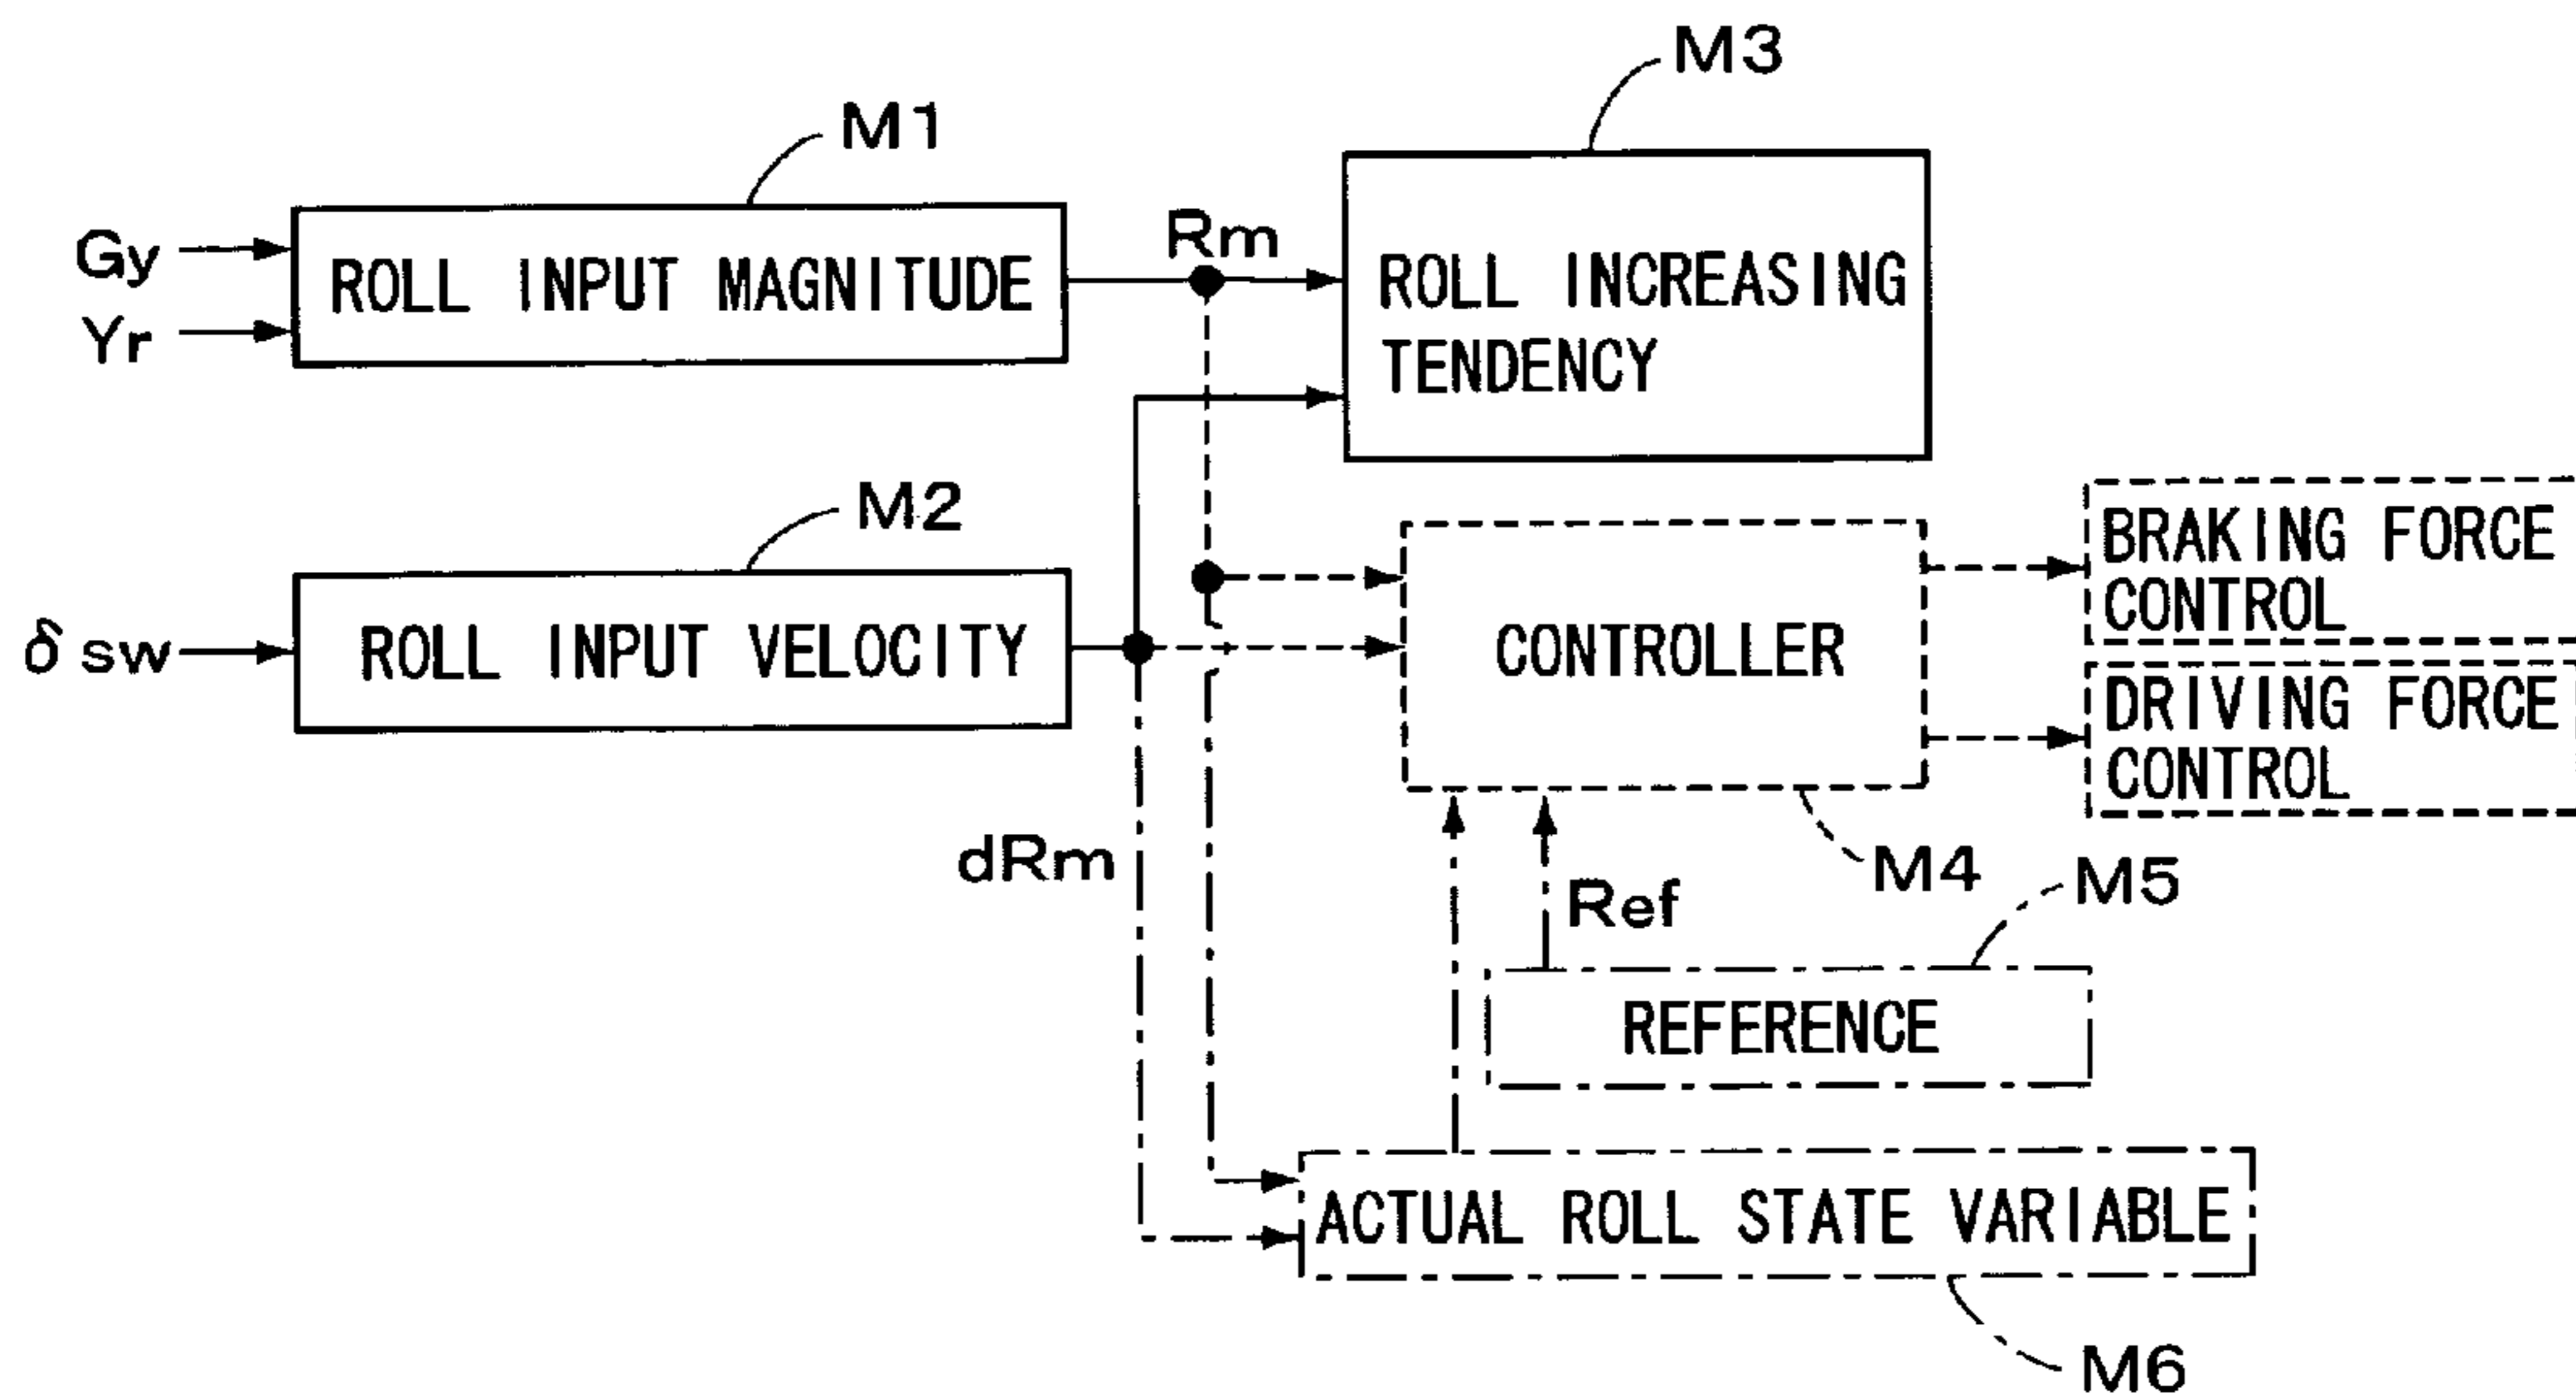 M3
M1
Gy
Yr
ROLL INPUT MAGNITUDE
Rm
ROLL INCREASING
TENDENCY
M2
δsw
ROLL INPUT VELOCITY
CONTROLLER
BRAKING FORCE
CONTROL
DRIVING FORCE
CONTROL
dRm
M4
M5
Ref
REFERENCE
ACTUAL ROLL STATE VARIABLE
M6